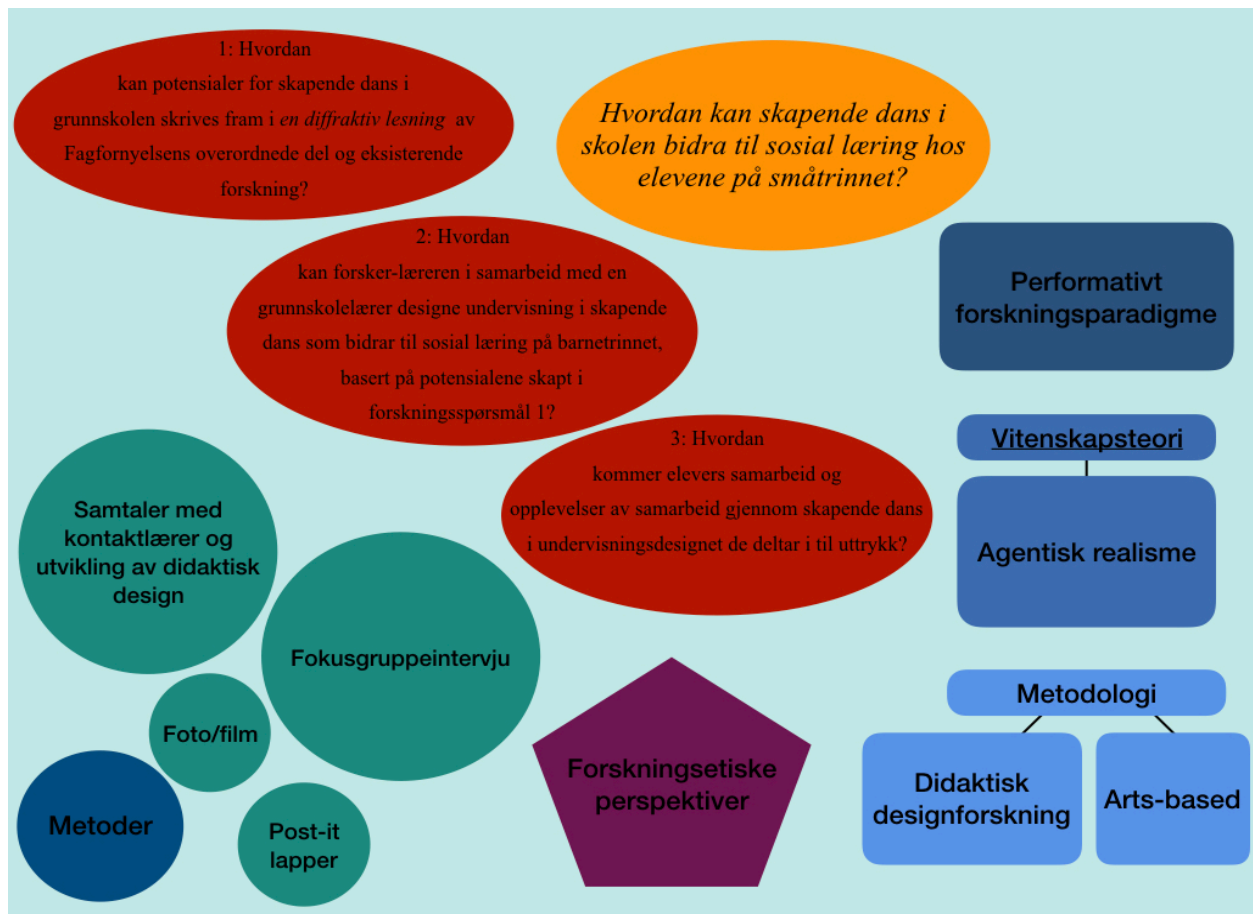 1: Hvordan
kan potensialer for skapende dans i
grunnskolen skrives fram i en diffraktiv lesning av
Fagfornyelsens overordnede del og eksisterende
forskning?
Hvordan kan skapende dans i
skolen bidra til sosial læring hos
elevene på småtrinnet?
2: Hvordan
kan forsker-læreren i samarbeid med en
grunnskolelærer designe undervisning i skapende
dans som bidrar til sosial læring på barnetrinnet,
basert på potensialene skapt i
forskningsspørsmål 1?
Performativt
forskningsparadigme
3: Hvordan
kommer elevers samarbeid og
opplevelser av samarbeid gjennom skapende dans
i undervisningsdesignet de deltar i til uttrykk?
Vitenskapsteori
Agentisk realisme
Samtaler med
kontaktlærer og
utvikling av didaktisk
design
Fokusgruppeintervju
Foto/film
Metoder
Post-it
lapper
Forskningsetiske
perspektiver
Metodologi
Didaktisk
designforskning
Arts-based